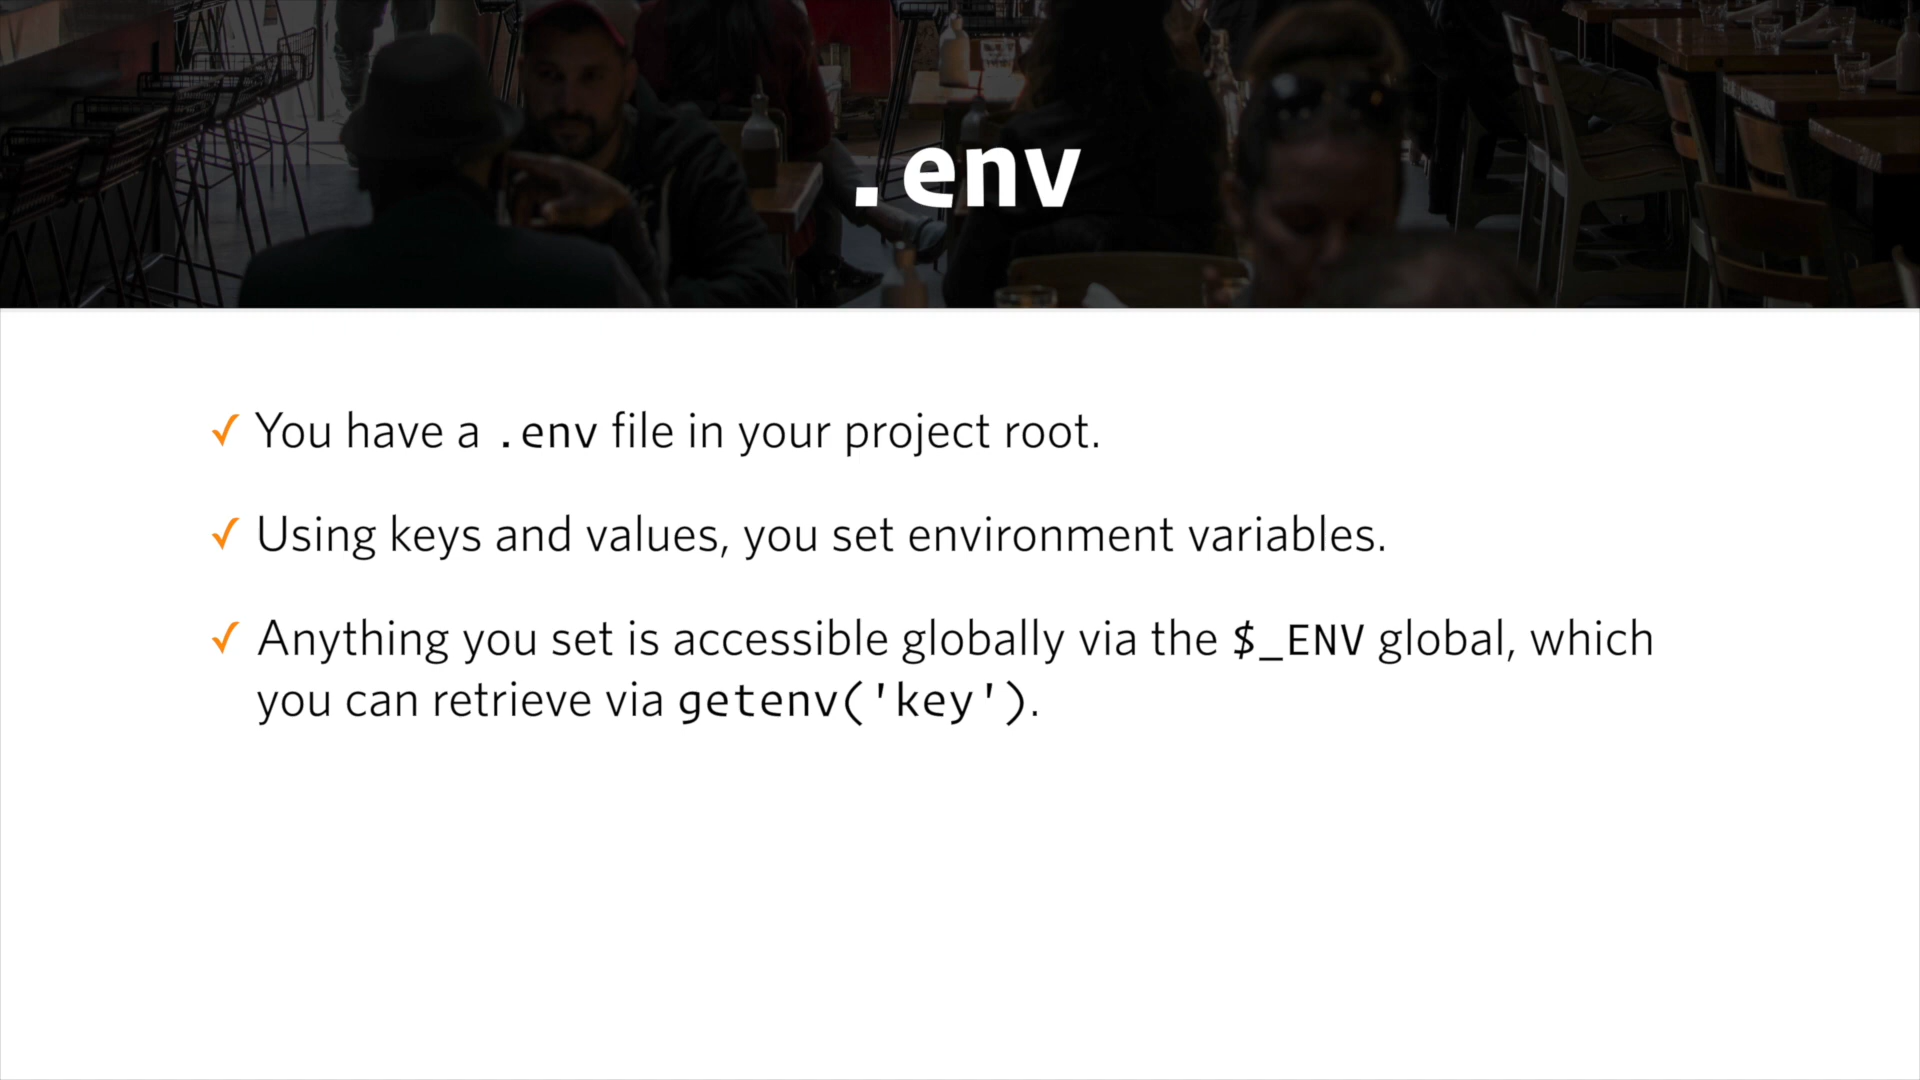 .env
✓ You have a .env file in your project root.
✓ Using keys and values, you set environment variables.
✓ Anything you set is accessible globally via the $_ENV global, which
you can retrieve via getenv('key').